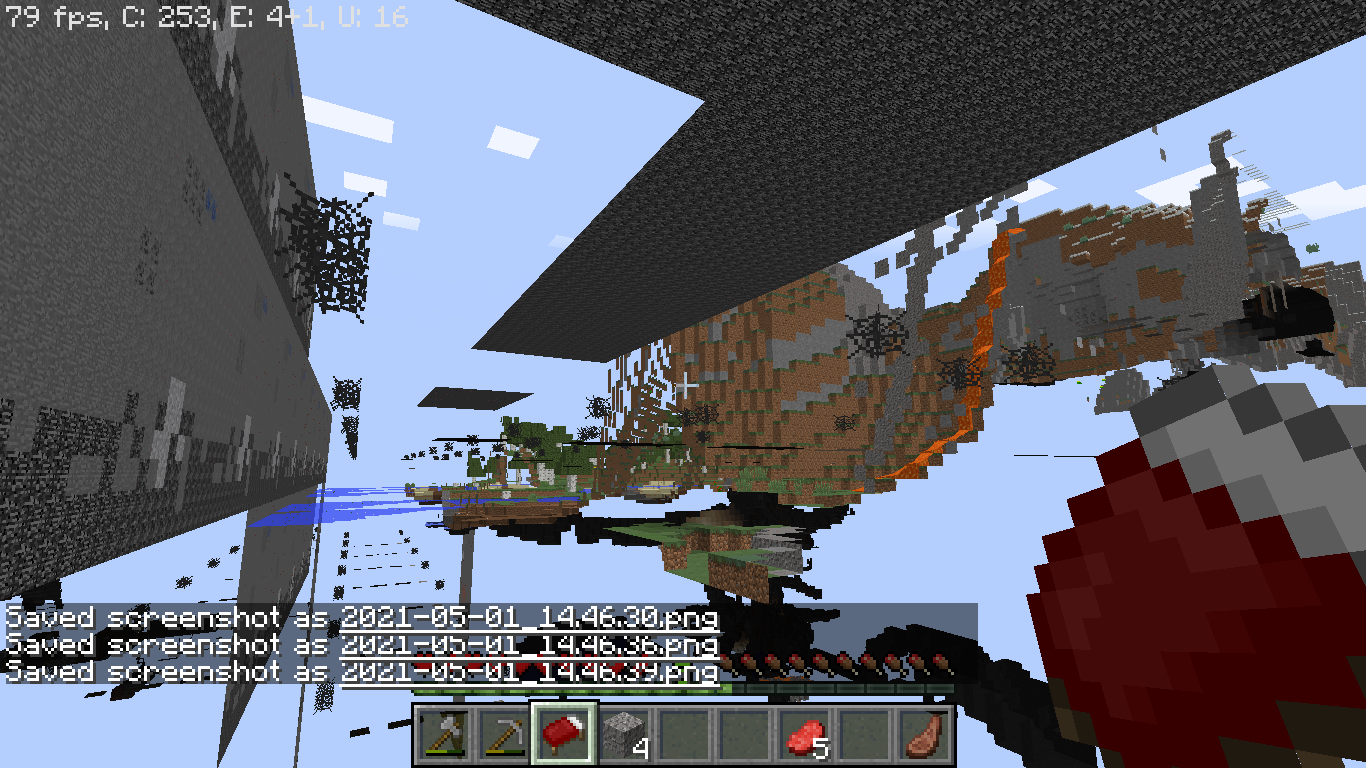 79 fps, C: 253, E: 4+1, U: 16
Saved screenshot as 2021-05-01_14.46.30.png
Saved screenshot as 2021-05-01_14.46.36.png
Saved screenshot as 2021-05-01_14.46.39.png
4
5